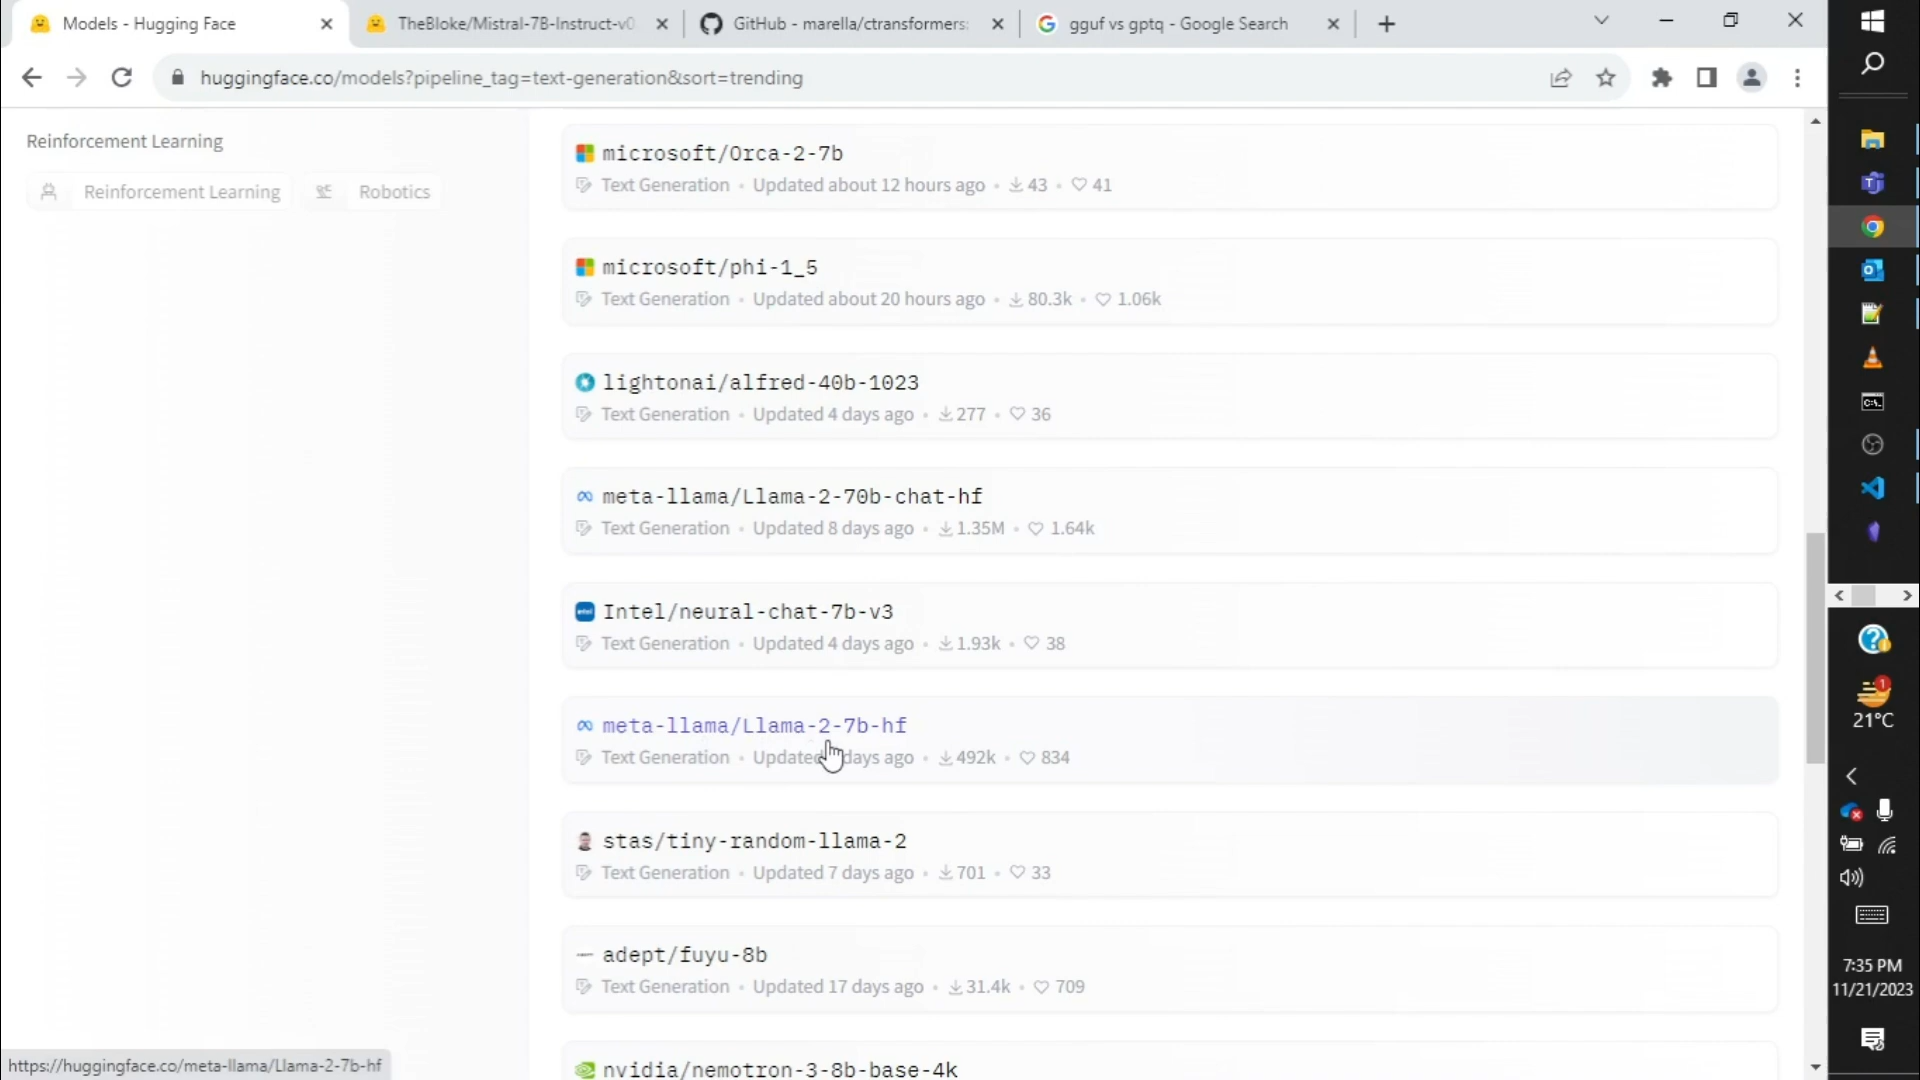 Models - Hugging Face
TheBloke/Mistral-7B-Instruct-v0
GitHub - marella/ctransformers:
gguf vs gptq - Google Search
huggingface.co/models?pipeline_tag=text-generation&sort=trending
Reinforcement Learning
Reinforcement Learning
Robotics
microsoft/Orca-2-7b
Text Generation • Updated about 12 hours ago • 43 • 41
microsoft/phi-1_5
Text Generation • Updated about 20 hours ago • 80.3k • 1.06k
lightonai/alfred-40b-1023
Text Generation • Updated 4 days ago • 277 • 36
meta-llama/Llama-2-70b-chat-hf
Text Generation • Updated 8 days ago • 1.35M • 1.64k
Intel/neural-chat-7b-v3
Text Generation • Updated 4 days ago • 1.93k • 38
meta-llama/Llama-2-7b-hf
Text Generation • Updated days ago • 492k • 834
stas/tiny-random-llama-2
Text Generation • Updated 7 days ago • 701 • 33
adept/fuyu-8b
Text Generation • Updated 17 days ago • 31.4k • 709
nvidia/nemotron-3-8b-base-4k
https://huggingface.co/meta-llama/Llama-2-7b-hf
1
21°C
7:35 PM
11/21/2023